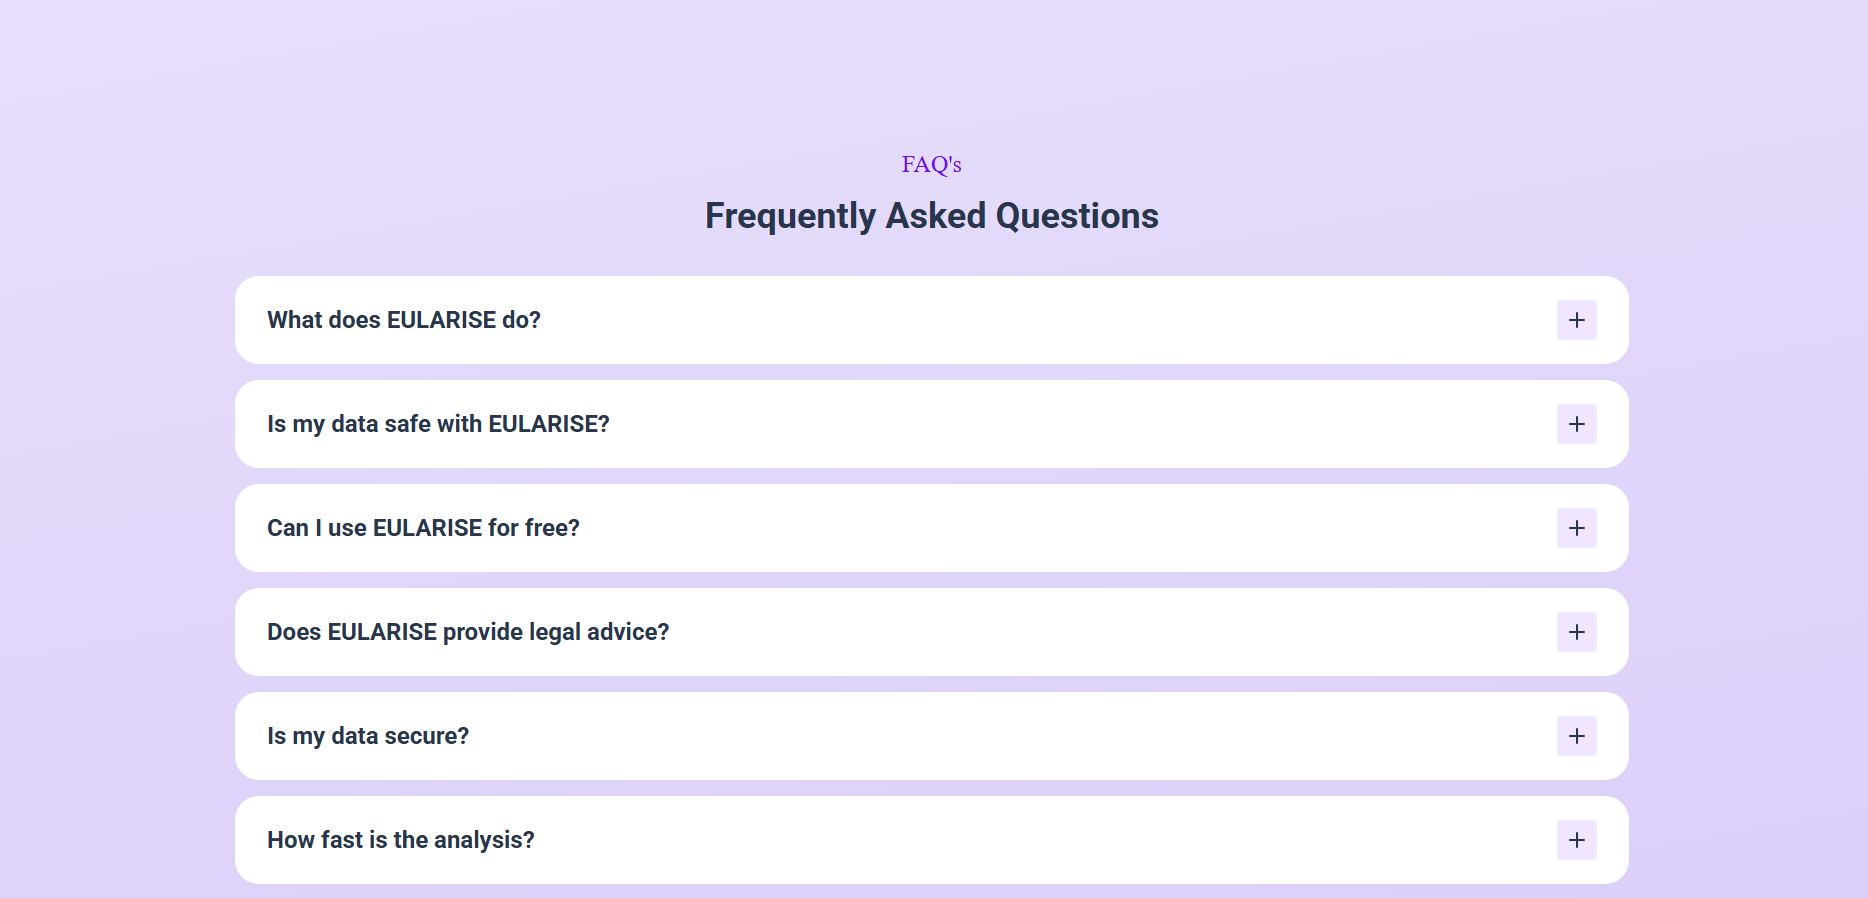 FAQ's
Frequently Asked Questions
What does EULARISE do?
Is my data safe with EULARISE?
Can I use EULARISE for free?
Does EULARISE provide legal advice?
Is my data secure?
How fast is the analysis?